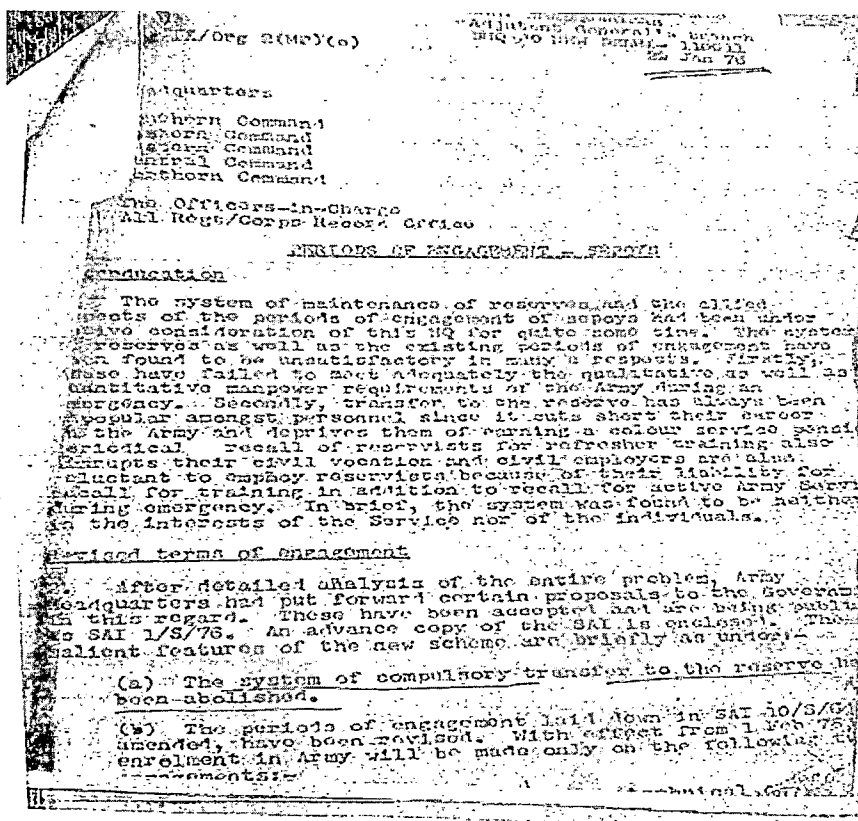 /Org 2(MP)(c)
Adjutant General's Branch
110011
Jan 76
adquarters
Command
Command
Command
Command
Command
The Officers-in-Charge
All Regt/Corps Record Office
PERIODS OF ENGAGEMENT - SEPOYS
The system of maintenance of reserves and the allied
of the periods of engagement of sepoys had been under
consideration of this HQ for quite some time. The system
reserves as well as the existing periods of engagement have
found to be unsatisfactory in many respects. Firstly,
have failed to meet adequately the qualitative as well as
quantitative manpower requirements of the Army during an
emergency. Secondly, transfer to the reserve has always been
amongst personnel since it cuts short their career
the Army and deprives them of earning a colour service pensi
recall of reservists for refresher training also
their civil vocation and civil employers are also
to employ reservists because of their liability for
recall for training in addition to recall for active Army Servi
during emergency. In brief, the system was found to be neither
in the interests of the Service nor of the individuals.
vised terms of engagement
After detailed analysis of the entire problem, Army
adquarters had put forward certain proposals to the Governm
in this regard. These have been accepted and are being publi
SAI 1/S/76. An advance copy of the SAI is enclosed. The
alient features of the new scheme are briefly as under:-
(a) The system of compulsory transfer to the reserve ha
been abolished.
(b) The periods of engagement laid down in SAI 10/S/64
amended, have been revised. With effect from 1 Feb 76
enrolment in Army will be made only on the following